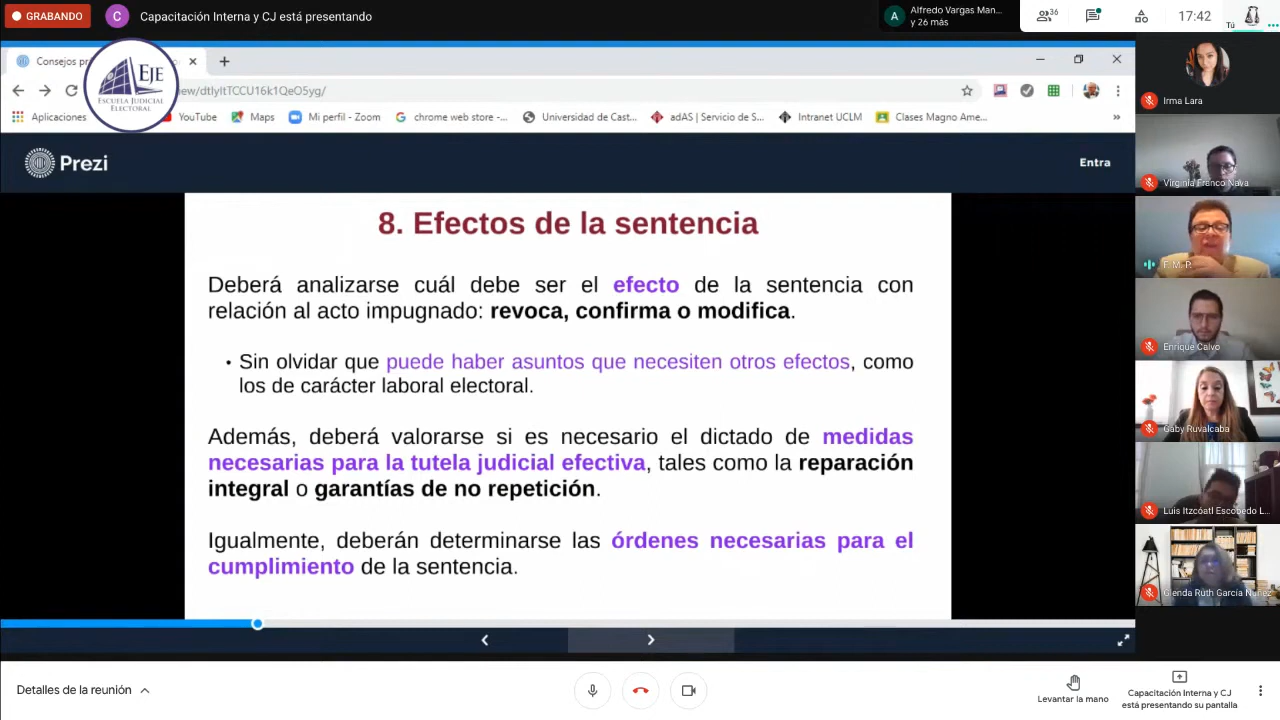 GRABANDO
C
Capacitación Interna y CJ está presentando
A
Alfredo Vargas Man...
y 26 más
36
17:42
Tú
Consejos pr
EJE
ESCUELA JUDICIAL
ELECTORAL
ew/dtIyItTCCU16k1QeO5yg/
Aplicaciones
YouTube
Maps
Mi perfil - Zoom
chrome web store -...
Universidad de Cast...
adAS | Servicio de S...
Intranet UCLM
Clases Magno Ame...
»
Prezi
Entra
8. Efectos de la sentencia
Deberá analizarse cuál debe ser el efecto de la sentencia con
relación al acto impugnado: revoca, confirma o modifica.
• Sin olvidar que puede haber asuntos que necesiten otros efectos, como
los de carácter laboral electoral.
Además, deberá valorarse si es necesario el dictado de medidas
necesarias para la tutela judicial efectiva, tales como la reparación
integral o garantías de no repetición.
Igualmente, deberán determinarse las órdenes necesarias para el
cumplimiento de la sentencia.
Irma Lara
Virginia Franco Nava
F. M. P.
Enrique Calvo
Gaby Ruvalcaba
Luis Itzcóatl Escobedo L...
Glenda Ruth García Núñez
Detalles de la reunión
Levantar la mano
Capacitación Interna y CJ
está presentando su pantalla